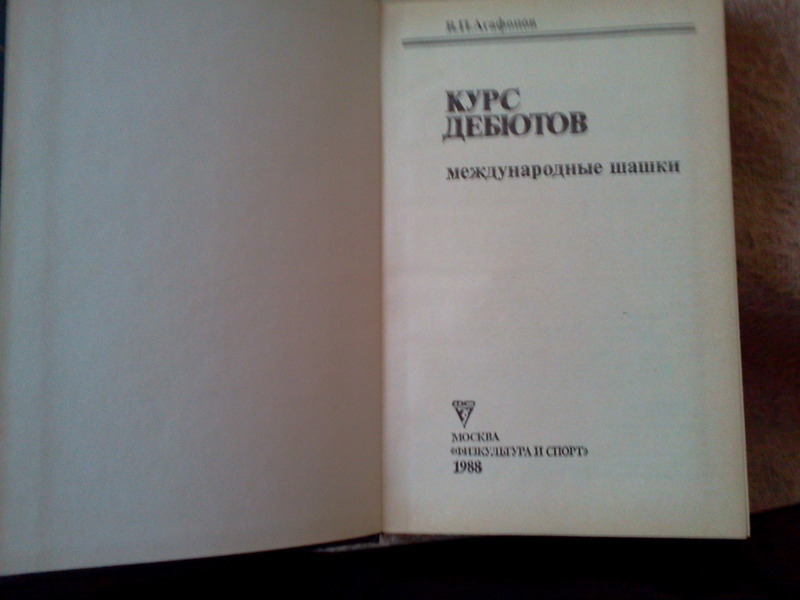 В.П.Агафонов
КУРС
ДЕБЮТОВ
международные шашки
МОСКВА
«ФИЗКУЛЬТУРА И СПОРТ»
1988